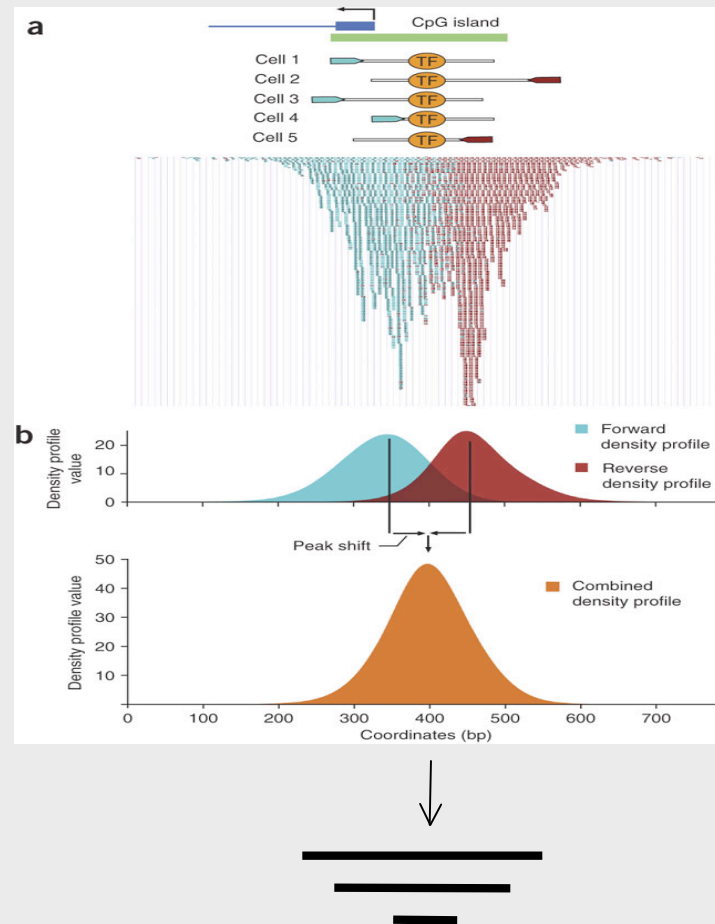 a
CpG island
Cell 1
TF
Cell 2
TF
Cell 3
TF
Cell 4
TF
Cell 5
TF
b
Density profile
value
20
10
0
Forward
density profile
Reverse
density profile
Peak shift
Density profile value
50
40
30
20
10
Combined
density profile
0 100 200 300 400 500 600 700
Coordinates (bp)